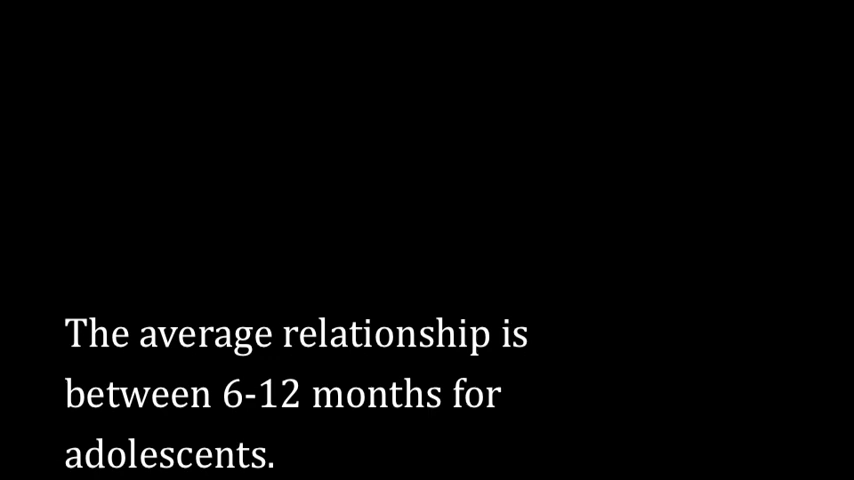 The average relationship is
between 6-12 months for
adolescents.